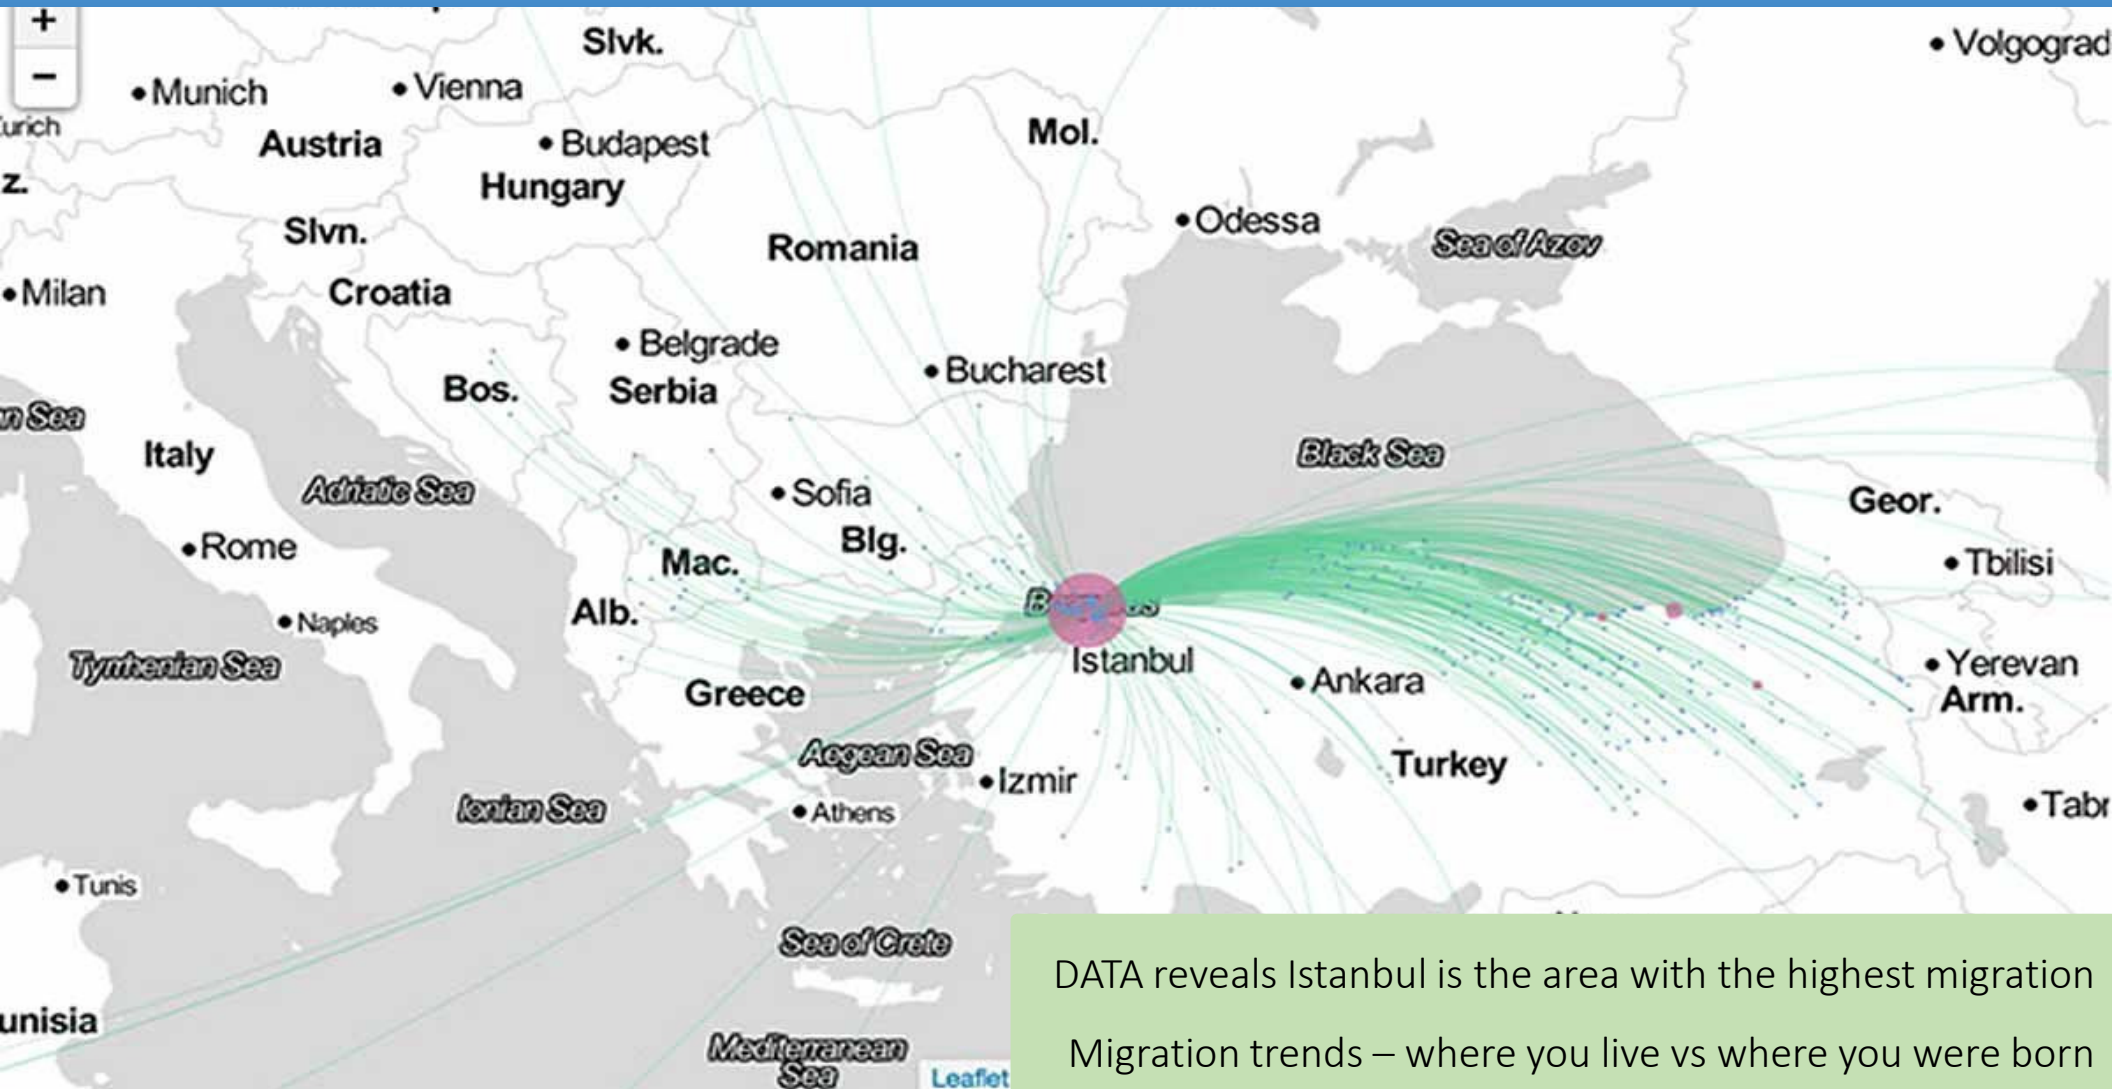 +
−
Slvk.
Volgograd
Munich
Vienna
urich
Austria
Budapest
Mol.
z.
Hungary
Slvn.
Odessa
Romania
Sea of Azov
Milan
Croatia
Belgrade
Bucharest
Bos.
Serbia
n Sea
Italy
Black Sea
Adriatic Sea
Sofia
Geor.
Rome
Blg.
Mac.
Tbilisi
Alb.
Naples
Istanbul
Tyrrhenian Sea
Yerevan
Ankara
Greece
Arm.
Aegean Sea
Turkey
Izmir
Ionian Sea
Athens
Tabr
Tunis
Sea of Crete
DATA reveals Istanbul is the area with the highest migration
unisia
Mediterranean
Sea
Migration trends – where you live vs where you were born
Leaflet